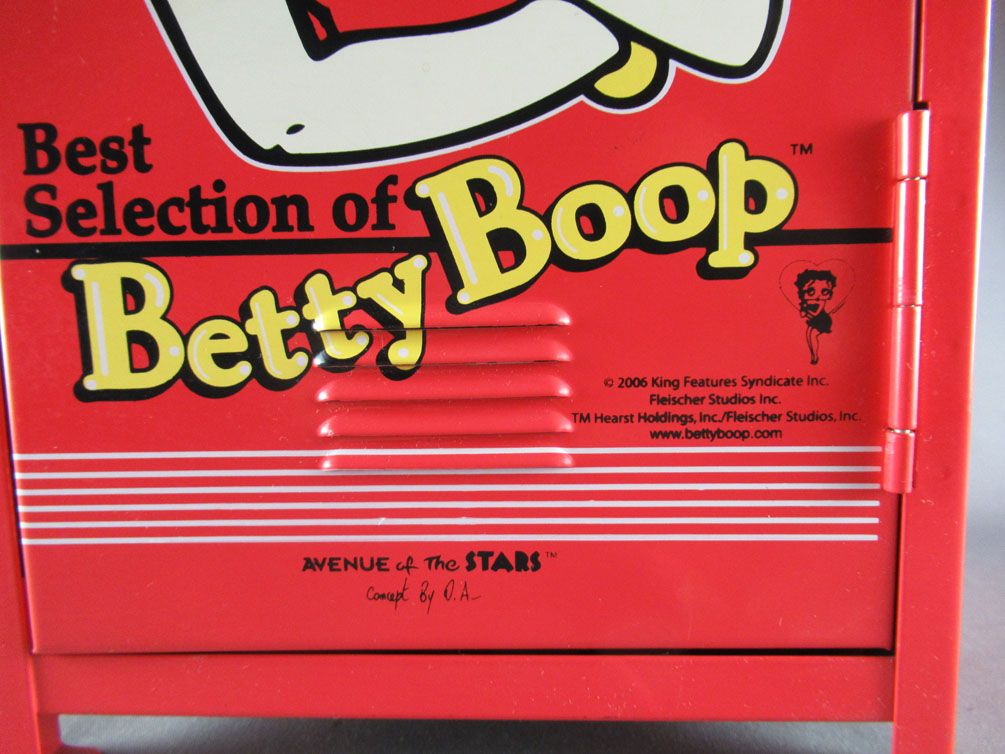 Best
Selection of
Betty Boop™
© 2006 King Features Syndicate Inc.
Fleischer Studios Inc.
TM Hearst Holdings, Inc./Fleischer Studios, Inc.
www.bettyboop.com
AVENUE of The STARS™
Concept By D.A